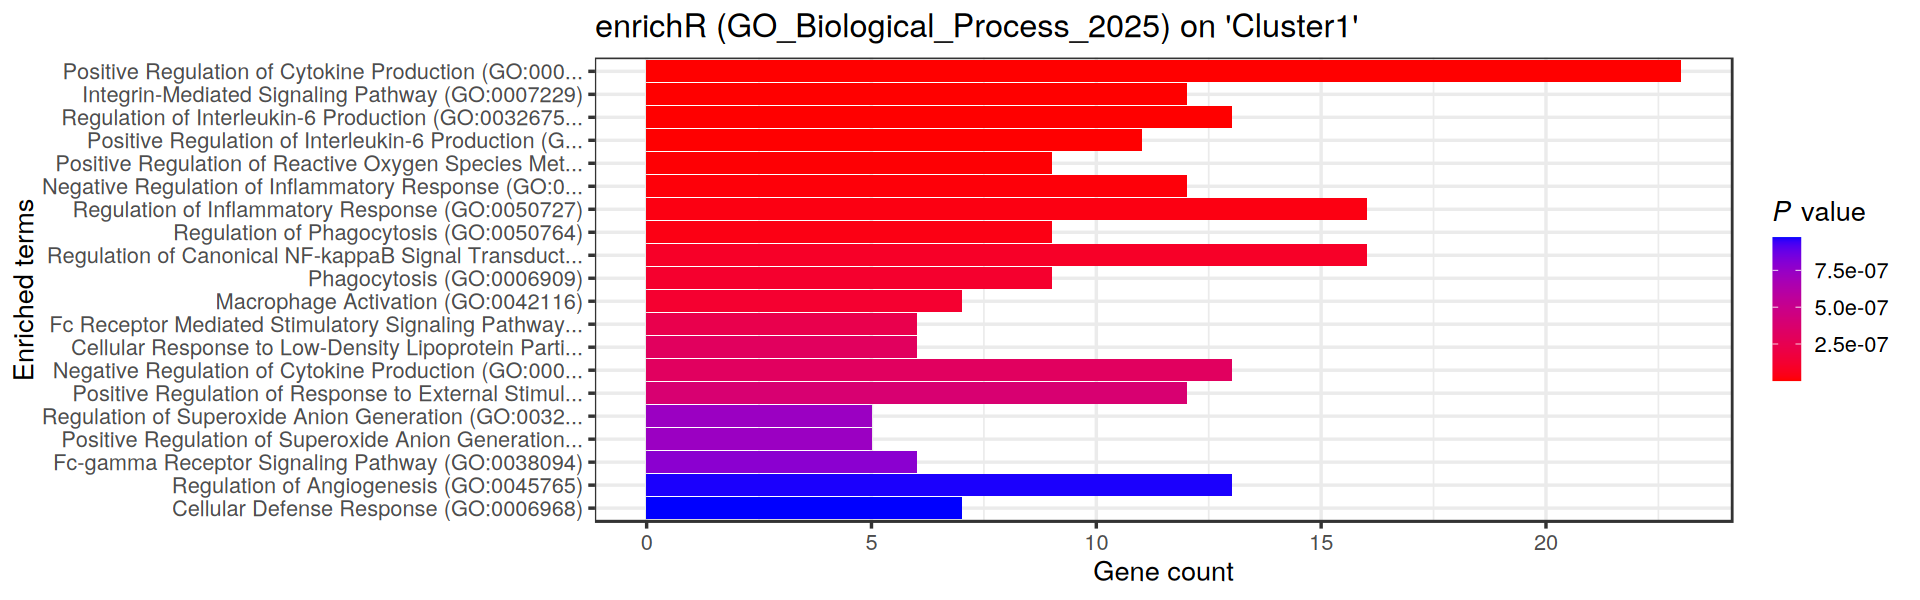 enrichR (GO_Biological_Process_2025) on 'Cluster1'
Positive Regulation of Cytokine Production (GO:000...
Integrin-Mediated Signaling Pathway (GO:0007229)
Regulation of Interleukin-6 Production (GO:0032675...
Positive Regulation of Interleukin-6 Production (G...
Positive Regulation of Reactive Oxygen Species Met...
Negative Regulation of Inflammatory Response (GO:0...
Regulation of Inflammatory Response (GO:0050727)
Regulation of Phagocytosis (GO:0050764)
Regulation of Canonical NF-kappaB Signal Transduct...
Phagocytosis (GO:0006909)
Macrophage Activation (GO:0042116)
Fc Receptor Mediated Stimulatory Signaling Pathway...
Cellular Response to Low-Density Lipoprotein Parti...
Negative Regulation of Cytokine Production (GO:000...
Positive Regulation of Response to External Stimul...
Regulation of Superoxide Anion Generation (GO:0032...
Positive Regulation of Superoxide Anion Generation...
Fc-gamma Receptor Signaling Pathway (GO:0038094)
Regulation of Angiogenesis (GO:0045765)
Cellular Defense Response (GO:0006968)
Enriched terms
0 5 10 15 20
Gene count
P value
7.5e-07
5.0e-07
2.5e-07